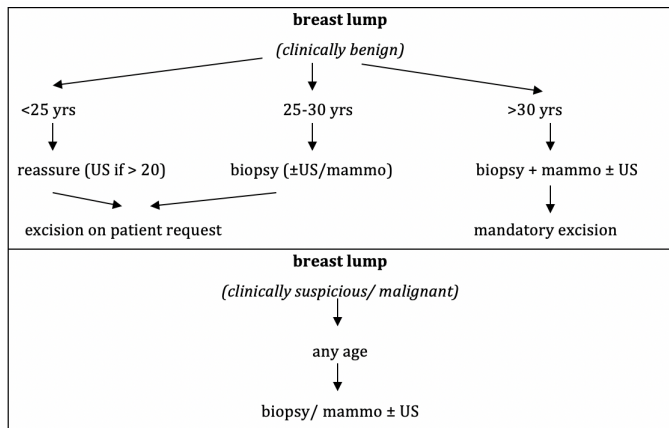 breast lump
(clinically benign)
<25 yrs 25-30 yrs >30 yrs
reassure (US if > 20) biopsy (±US/mammo) biopsy + mammo ± US
excision on patient request mandatory excision
breast lump
(clinically suspicious/ malignant)
any age
biopsy/ mammo ± US